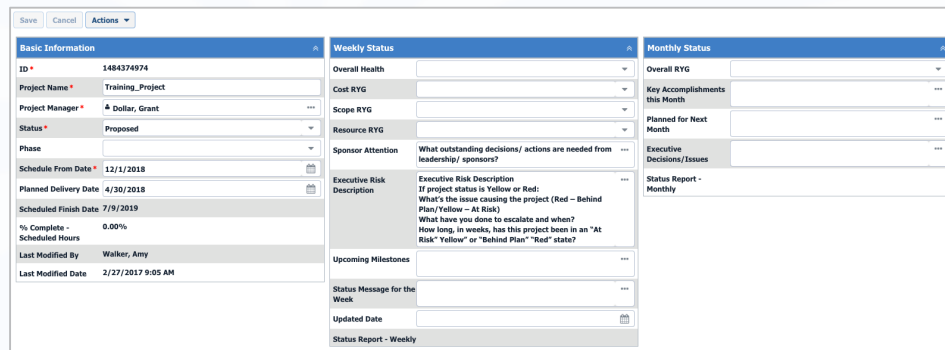 Save Cancel Actions
Basic Information
ID * 1484374974
Project Name * Training_Project
Project Manager * Dollar, Grant
Status * Proposed
Phase
Schedule From Date * 12/1/2018
Planned Delivery Date 4/30/2018
Scheduled Finish Date 7/9/2019
% Complete -
Scheduled Hours 0.00%
Last Modified By Walker, Amy
Last Modified Date 2/27/2017 9:05 AM
Weekly Status
Overall Health
Cost RYG
Scope RYG
Resource RYG
Sponsor Attention What outstanding decisions/ actions are needed from
leadership/ sponsors?
Executive Risk
Description
Executive Risk Description
If project status is Yellow or Red:
What's the issue causing the project (Red – Behind
Plan/Yellow – At Risk)
What have you done to escalate and when?
How long, in weeks, has this project been in an "At
Risk" Yellow" or "Behind Plan" "Red" state?
Upcoming Milestones
Status Message for the
Week
Updated Date
Status Report - Weekly
Monthly Status
Overall RYG
Key Accomplishments
this Month
Planned for Next
Month
Executive
Decisions/Issues
Status Report -
Monthly